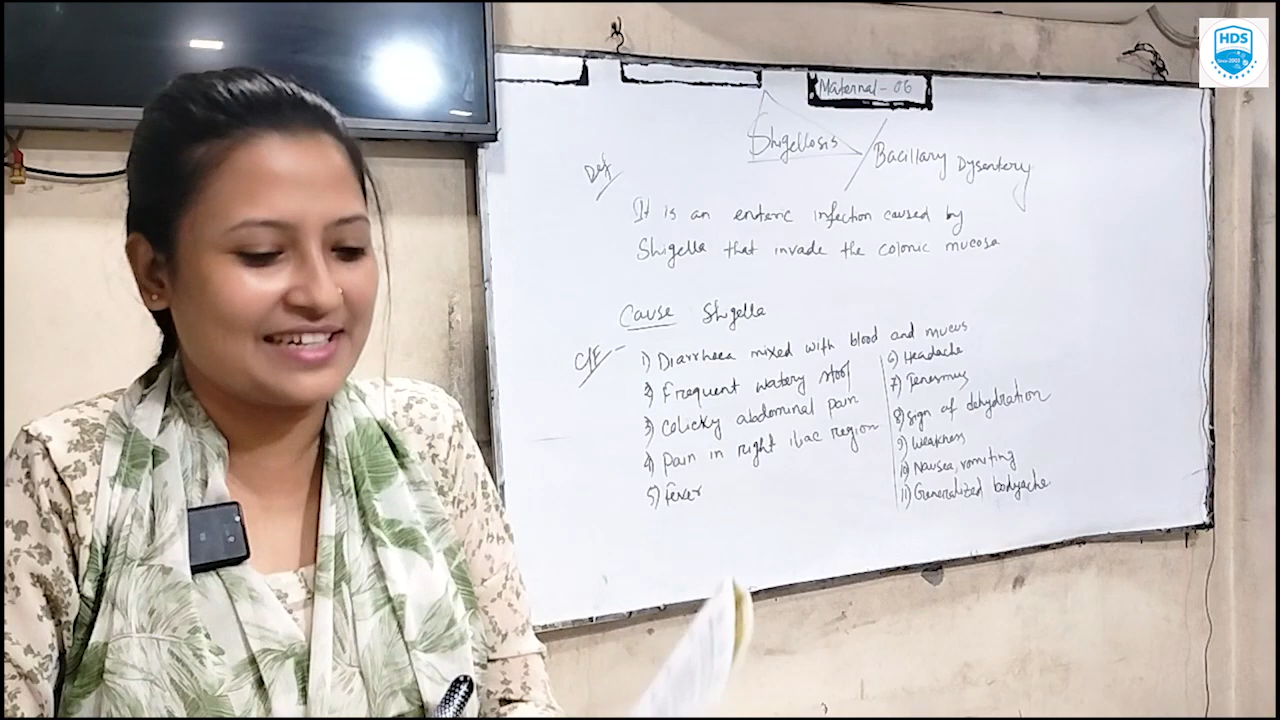 HDS
Since 2003
Maternal - 06
Shigellosis / Bacillary Dysentery
Def
It is an enteric infection caused by
Shigella that invade the colonic mucosa
Cause Shigella
C/F -
1) Diarrhoea mixed with blood and mucus
2) Frequent watery stool
3) Colicky abdominal pain
4) Pain in right iliac region
5) Fever
6) Headache
7) Tenesmus
8) Sign of dehydration
9) Weakness
10) Nausea, vomiting
11) Generalized bodyache